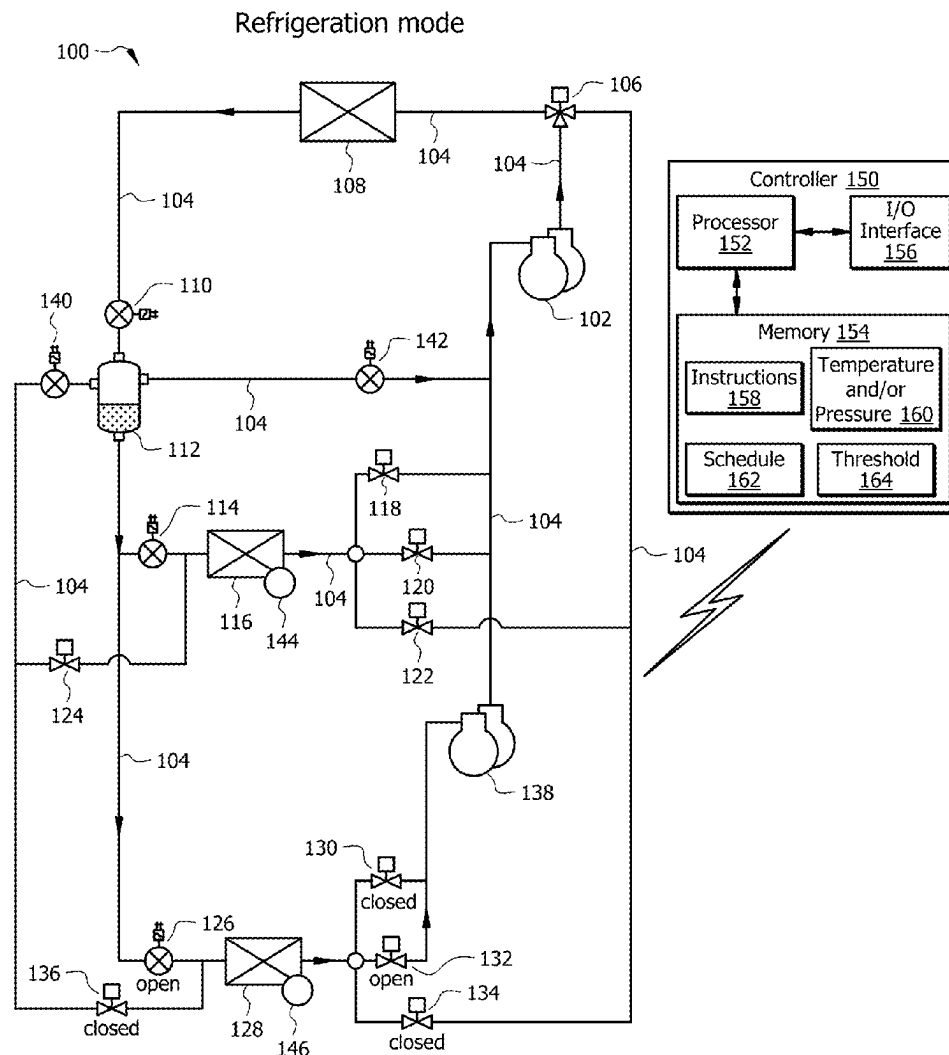 Refrigeration mode
100
106
104
104
108
104
Controller 150
Processor
152
I/O
Interface
156
102
110
140
142
Memory 154
Instructions
158
Temperature
and/or
Pressure 160
Schedule
162
Threshold
164
104
112
118
114
104
104
104
104
120
116
144
122
124
104
138
130
closed
126
open
132
open
136
closed
128
146
134
closed